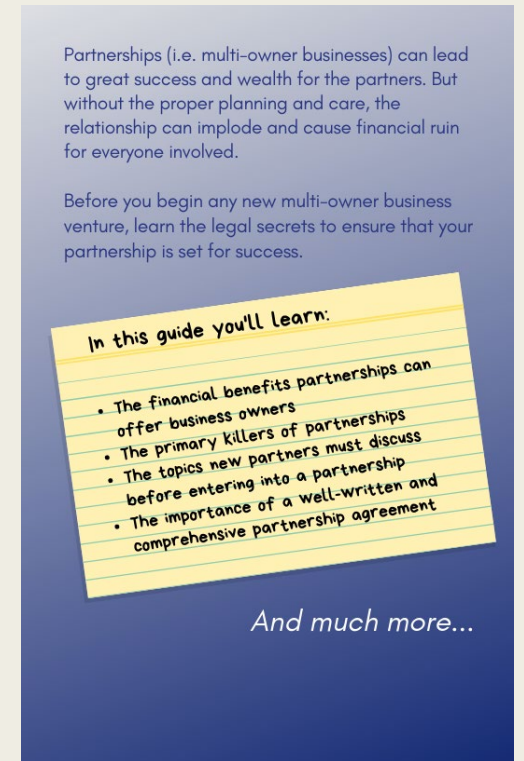 Partnerships (i.e. multi-owner businesses) can lead
to great success and wealth for the partners. But
without the proper planning and care, the
relationship can implode and cause financial ruin
for everyone involved.
Before you begin any new multi-owner business
venture, learn the legal secrets to ensure that your
partnership is set for success.
In this guide you'll learn:
• The financial benefits partnerships can
offer business owners
• The primary killers of partnerships
• The topics new partners must discuss
before entering into a partnership
• The importance of a well-written and
comprehensive partnership agreement
And much more...